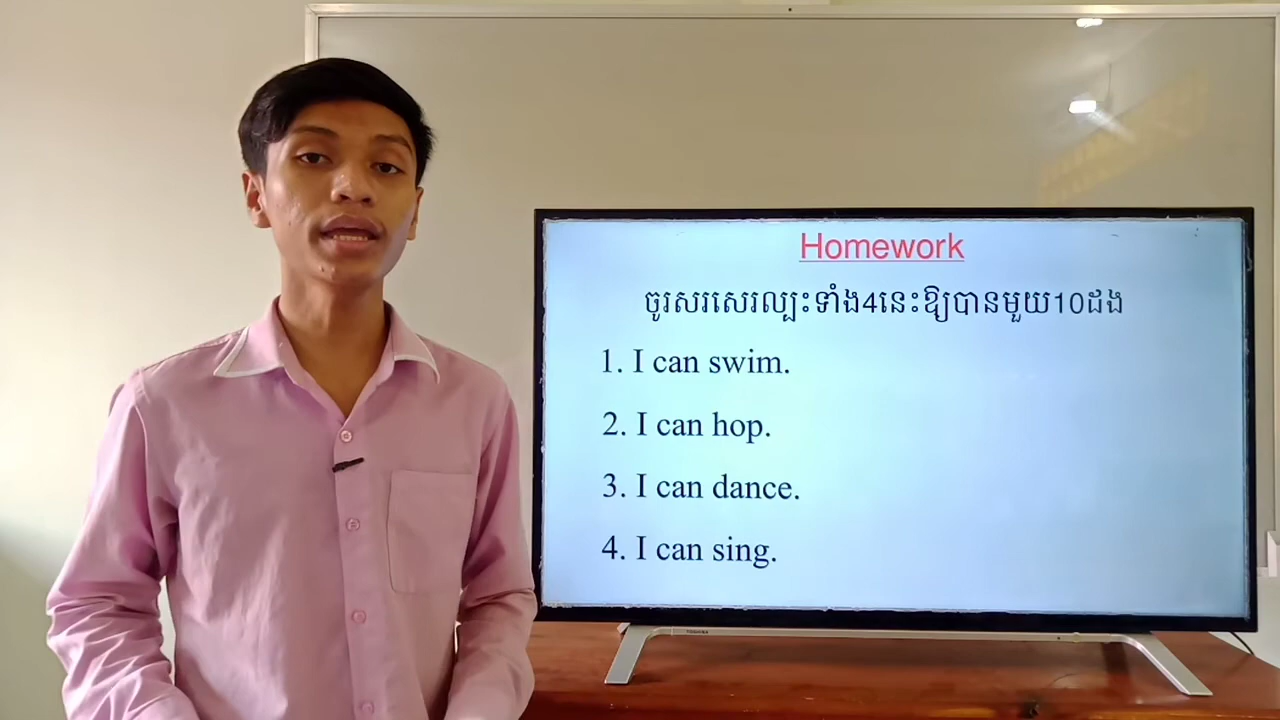 Homework
ចូរសរសេរល្បះទាំង4នេះឱ្យបានមួយ10ដង
1. I can swim.
2. I can hop.
3. I can dance.
4. I can sing.
TOSHIBA